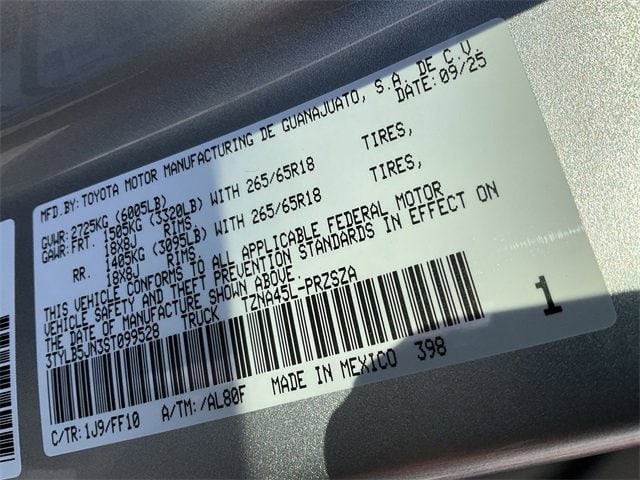 MFD.BY: TOYOTA MOTOR MANUFACTURING DE GUANAJUATO, S.A. DE C.V.
DATE: 09/25
GVWR: 2725KG (6005LB)
GAWR: FRT. 1505KG (3320LB) WITH 265/65R18 TIRES,
18X8J RIMS
RR. 1405KG (3095LB) WITH 265/65R18 TIRES,
18X8J RIMS
THIS VEHICLE CONFORMS TO ALL APPLICABLE FEDERAL MOTOR
VEHICLE SAFETY AND THEFT PREVENTION STANDARDS IN EFFECT ON
THE DATE OF MANUFACTURE SHOWN ABOVE.
3TYLB5JN3ST099528 TRUCK TZNA45L-PRZSZA
1
C/TR: 1J9/FF10 A/TM: /AL80F MADE IN MEXICO 398